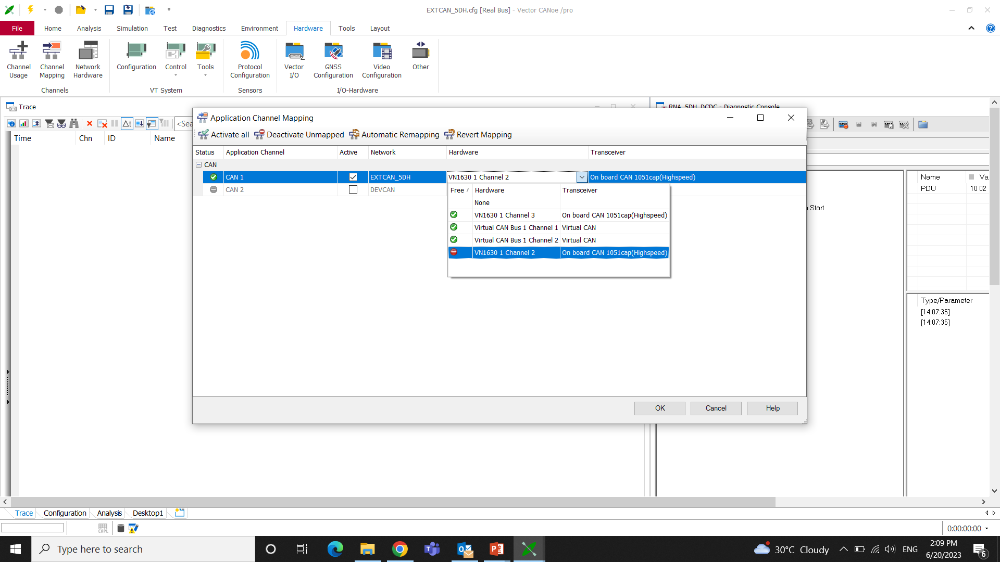 EXTCAN_5DH.cfg [Real Bus] - Vector CANoe /pro
File Home Analysis Simulation Test Diagnostics Environment Hardware Tools Layout
Channel Usage
Channel Mapping
Network Hardware
Configuration
Control
Tools
Protocol Configuration
Vector I/O
GNSS Configuration
Video Configuration
Other
Channels VT System Sensors I/O-Hardware
Trace
RNA_5DH_DCDC - Diagnostic Console
<Sea
Time Chn ID Name
Application Channel Mapping
Activate all Deactivate Unmapped Automatic Remapping Revert Mapping
Status Application Channel Active Network Hardware Transceiver
CAN
CAN 1 EXTCAN_5DH VN1630 1 Channel 2 On board CAN 1051cap(Highspeed)
CAN 2 DEVCAN
Free Hardware Transceiver
None
VN1630 1 Channel 3 On board CAN 1051cap(Highspeed)
Virtual CAN Bus 1 Channel 1 Virtual CAN
Virtual CAN Bus 1 Channel 2 Virtual CAN
VN1630 1 Channel 2 On board CAN 1051cap(Highspeed)
OK Cancel Help
Start
Name Va
PDU 10 02
Type/Parameter
[14:07:35]
[14:07:35]
Trace Configuration Analysis Desktop1
CAPL
0:00:00:00
Type here to search
30°C Cloudy
ENG
2:09 PM
6/20/2023
6